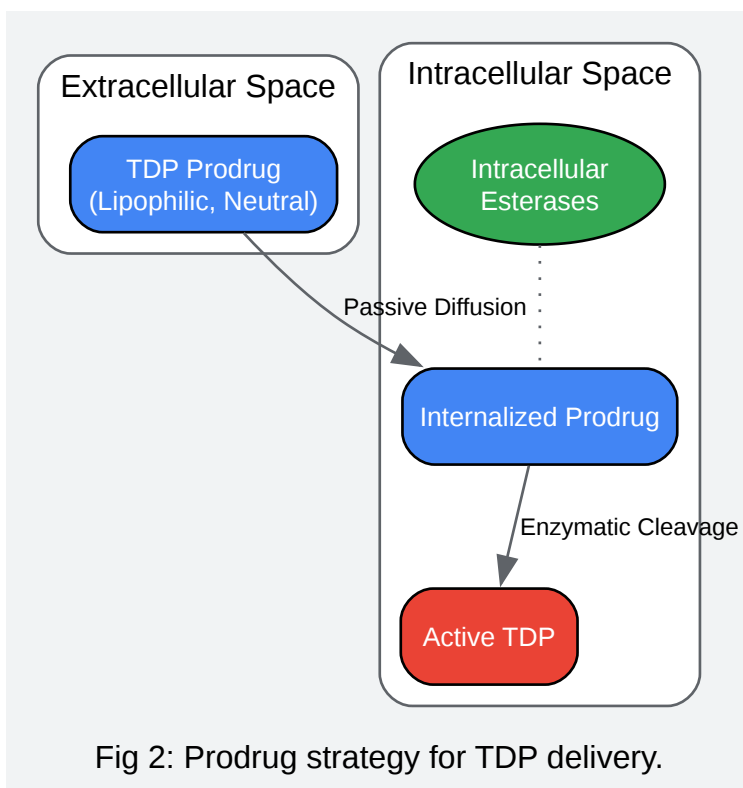 Extracellular Space
Intracellular Space
TDP Prodrug
(Lipophilic, Neutral)
Intracellular
Esterases
Passive Diffusion
Internalized Prodrug
Enzymatic Cleavage
Active TDP
Fig 2: Prodrug strategy for TDP delivery.